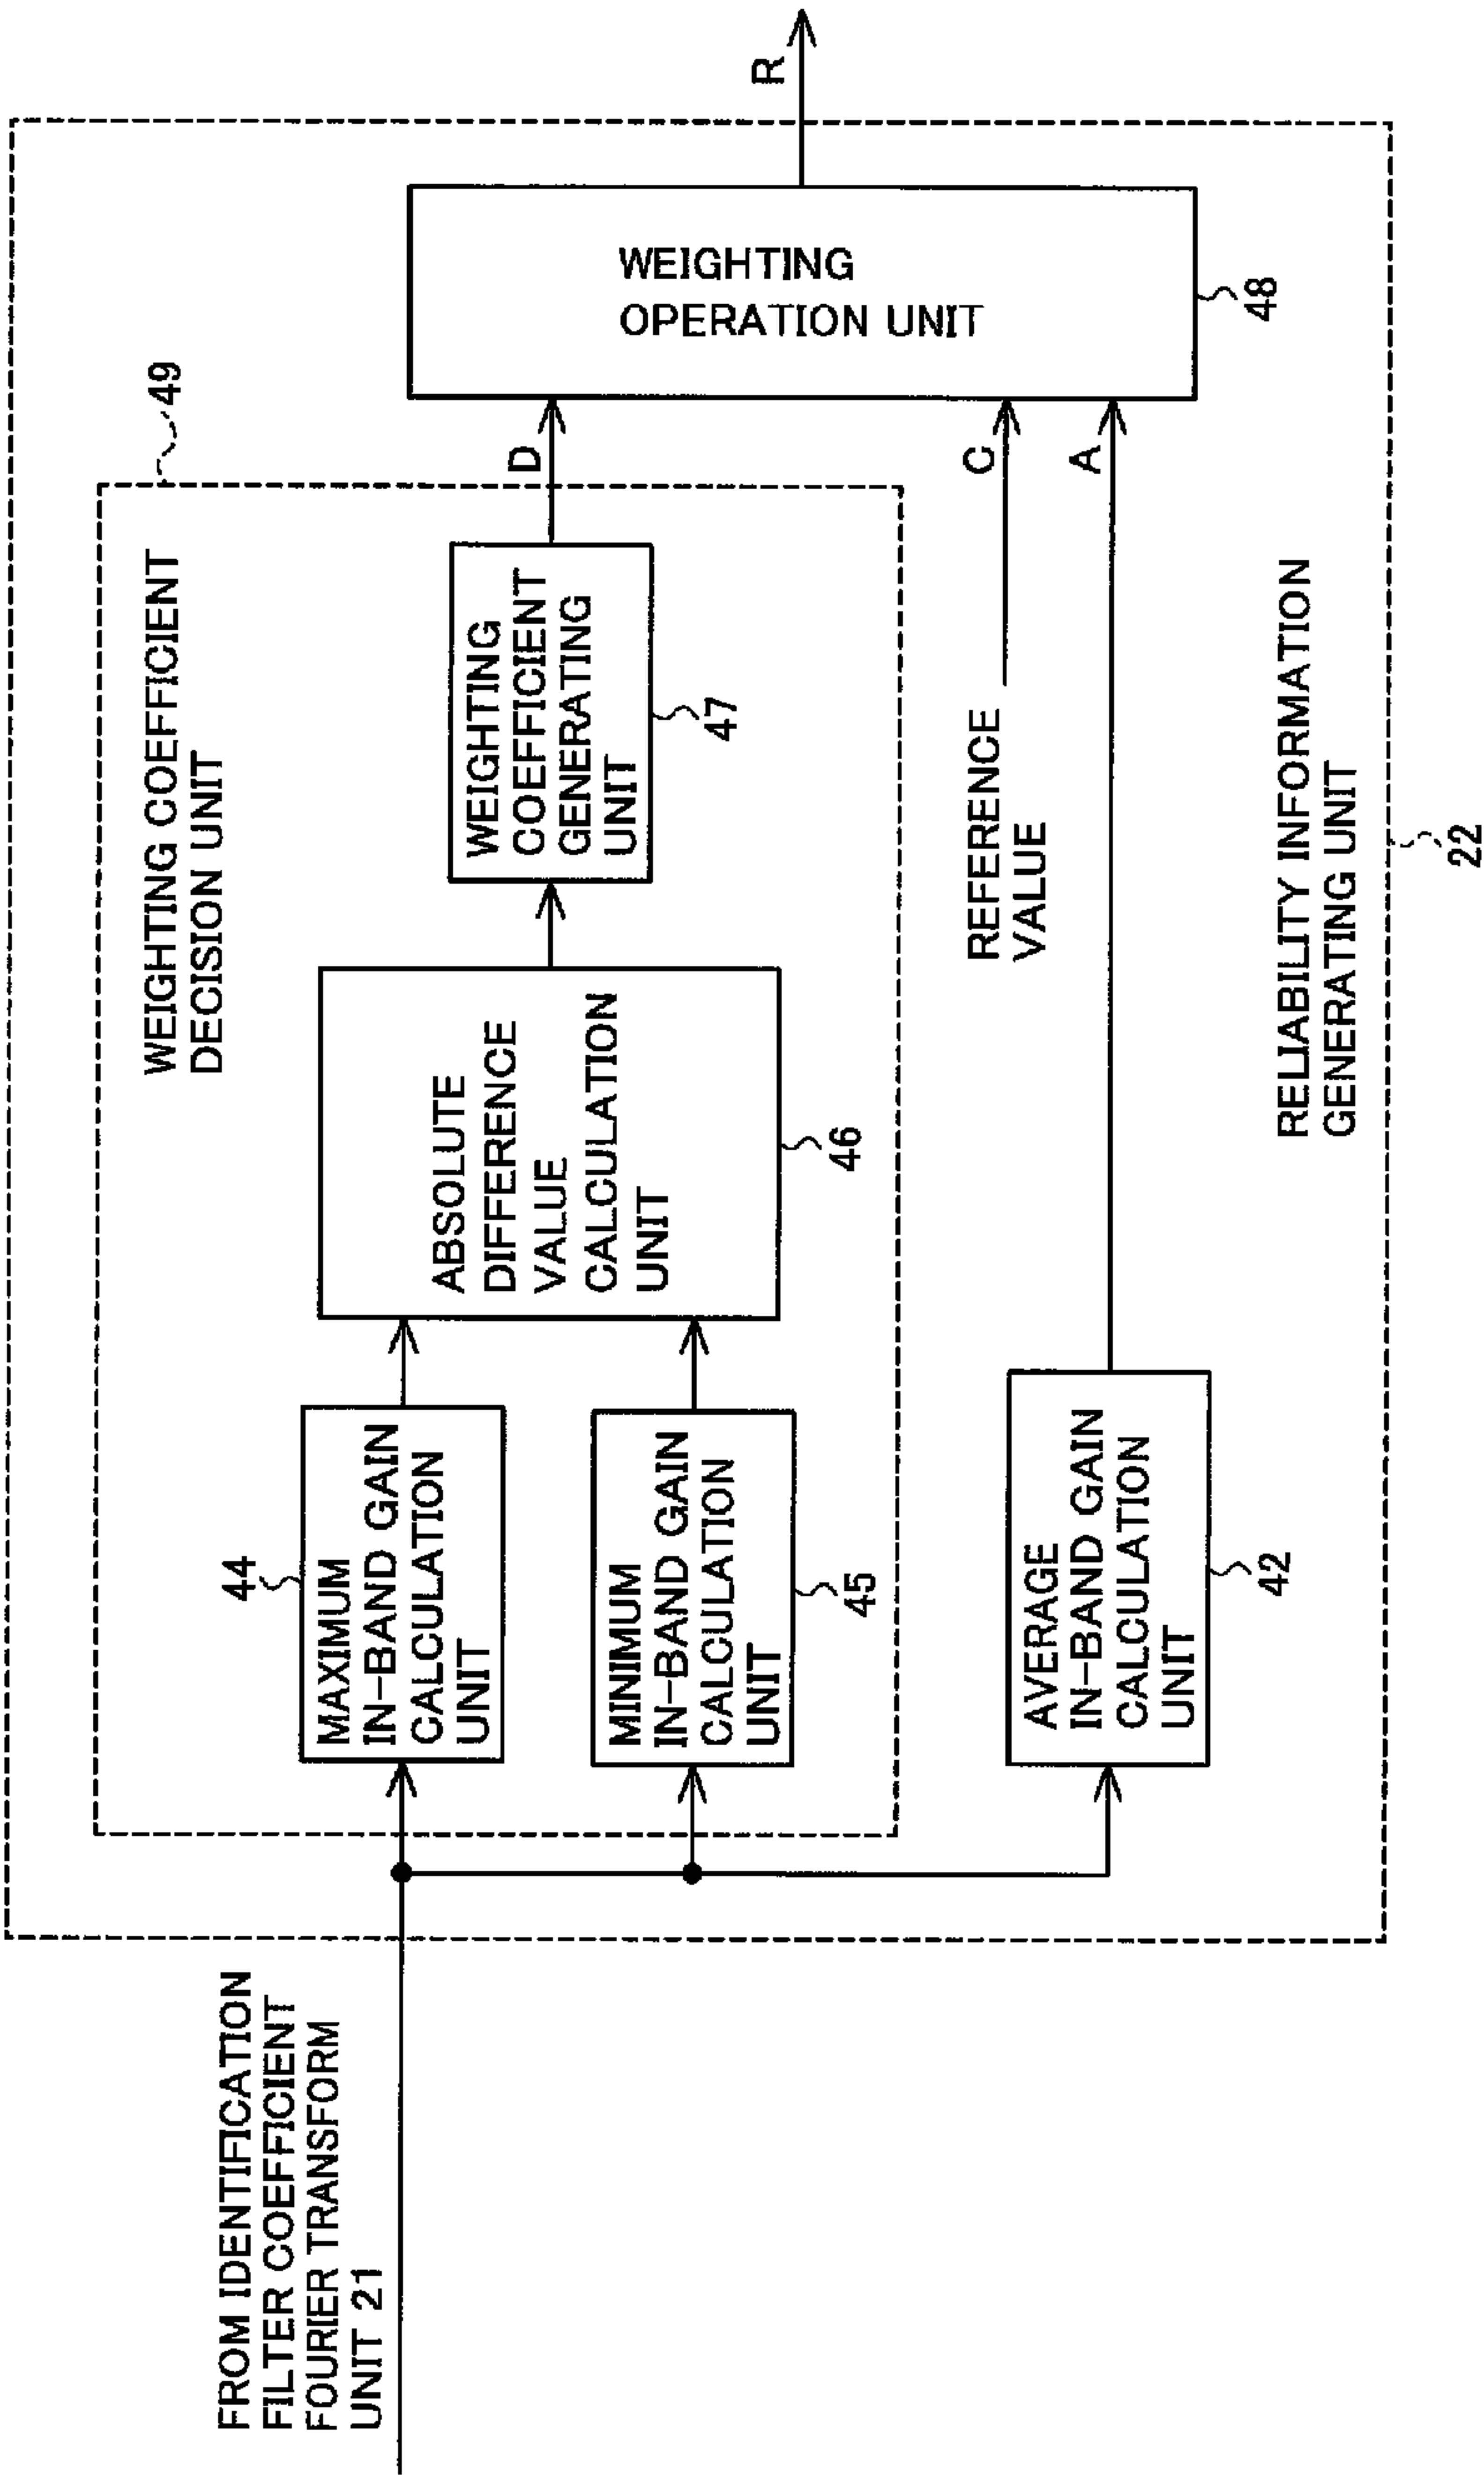 FROM IDENTIFICATION
FILTER COEFFICIENT
FOURIER TRANSFORM
UNIT 21
WEIGHTING COEFFICIENT
DECISION UNIT
49
44
MAXIMUM
IN-BAND GAIN
CALCULATION
UNIT
MINIMUM
IN-BAND GAIN
CALCULATION
UNIT
45
ABSOLUTE
DIFFERENCE
VALUE
CALCULATION
UNIT
46
WEIGHTING
COEFFICIENT
GENERATING
UNIT
47
D
AVERAGE
IN-BAND GAIN
CALCULATION
UNIT
42
REFERENCE
VALUE
C
A
WEIGHTING
OPERATION UNIT
48
R
RELIABILITY INFORMATION
GENERATING UNIT
22